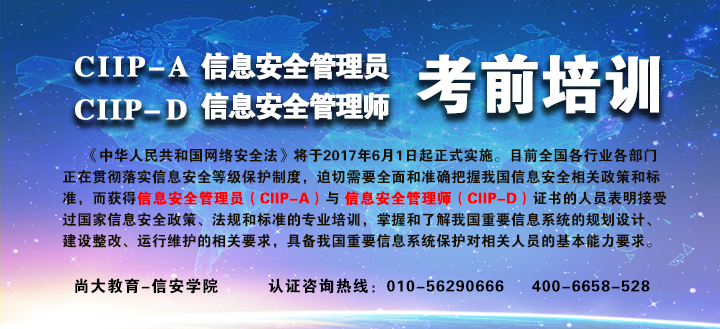 CIIP-A 信息安全管理员
CIIP-D 信息安全管理师
考前培训
《中华人民共和国网络安全法》将于2017年6月1日起正式实施。目前全国各行业各部门
正在贯彻落实信息安全等级保护制度，迫切需要全面和准确把握我国信息安全相关政策和标
准，而获得信息安全管理员（CIIP-A）与 信息安全管理师（CIIP-D）证书的人员表明接受
过国家信息安全政策、法规和标准的专业培训，掌握和了解我国重要信息系统的规划设计、
建设整改、运行维护的相关要求，具备我国重要信息系统保护对相关人员的基本能力要求。
尚大教育-信安学院 认证咨询热线：010-56290666 400-6658-528